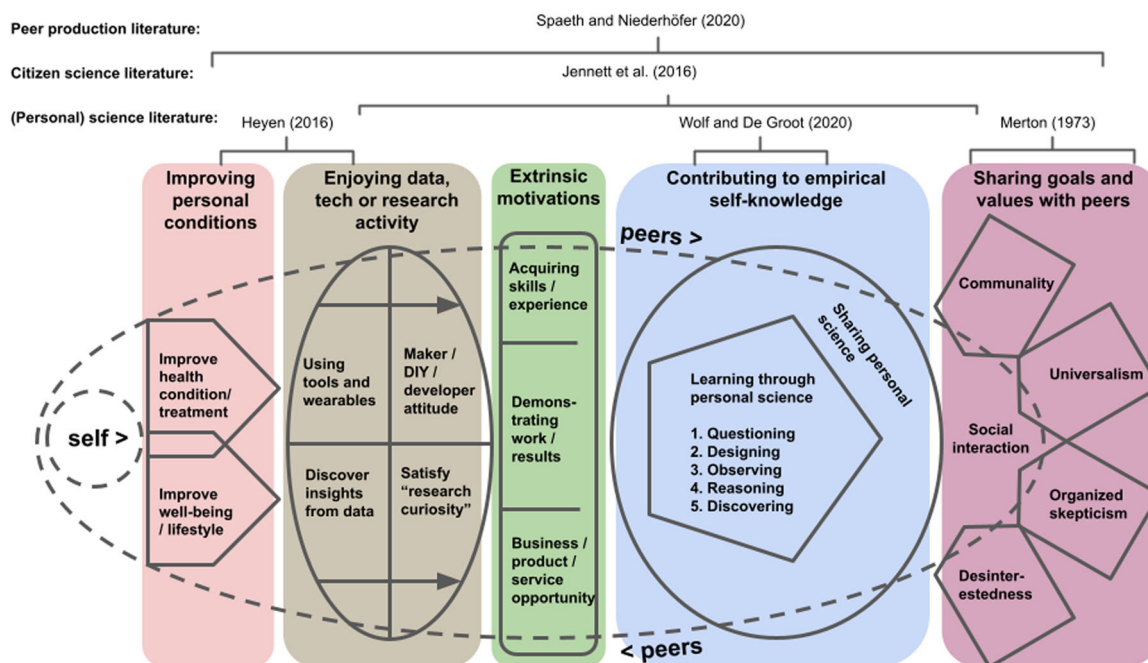 Peer production literature:
Spaeth and Niederhöfer (2020)
Citizen science literature:
Jennett et al. (2016)
(Personal) science literature:
Heyen (2016)
Wolf and De Groot (2020)
Merton (1973)
Improving
personal
conditions
Enjoying data,
tech or research
activity
Extrinsic
motivations
Contributing to empirical
self-knowledge
Sharing goals and
values with peers
peers >
self >
Improve
health
condition/
treatment
Improve
well-being
/ lifestyle
Using
tools and
wearables
Maker /
DIY /
developer
attitude
Discover
insights
from data
Satisfy
“research
curiosity”
Acquiring
skills /
experience
Demons-
trating
work /
results
Business /
product /
service
opportunity
Sharing personal
science
Learning through
personal science
1. Questioning
2. Designing
3. Observing
4. Reasoning
5. Discovering
Communality
Universalism
Social
interaction
Organized
skepticism
Desinter-
estedness
< peers